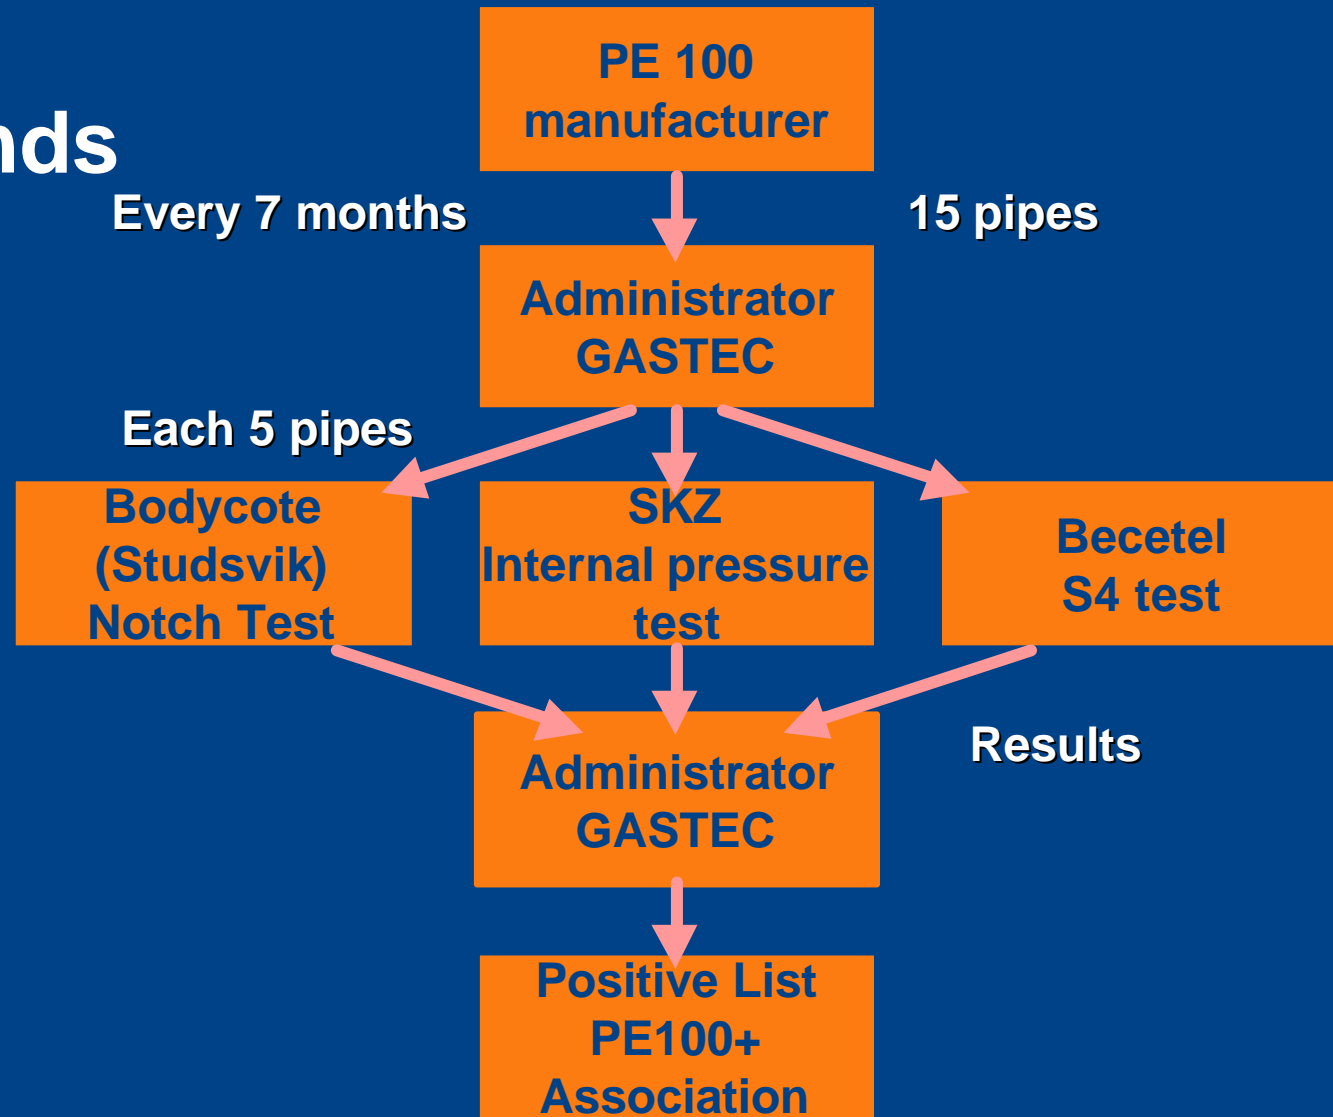 PE 100
manufacturer
Every 7 months
15 pipes
Administrator
GASTEC
Each 5 pipes
Bodycote
(Studsvik)
Notch Test
SKZ
Internal pressure
test
Becetel
S4 test
Results
Administrator
GASTEC
Positive List
PE100+
Association